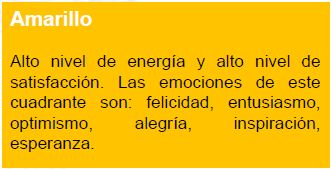 Amarillo
Alto nivel de energía y alto nivel de
satisfacción. Las emociones de este
cuadrante son: felicidad, entusiasmo,
optimismo, alegría, inspiración,
esperanza.